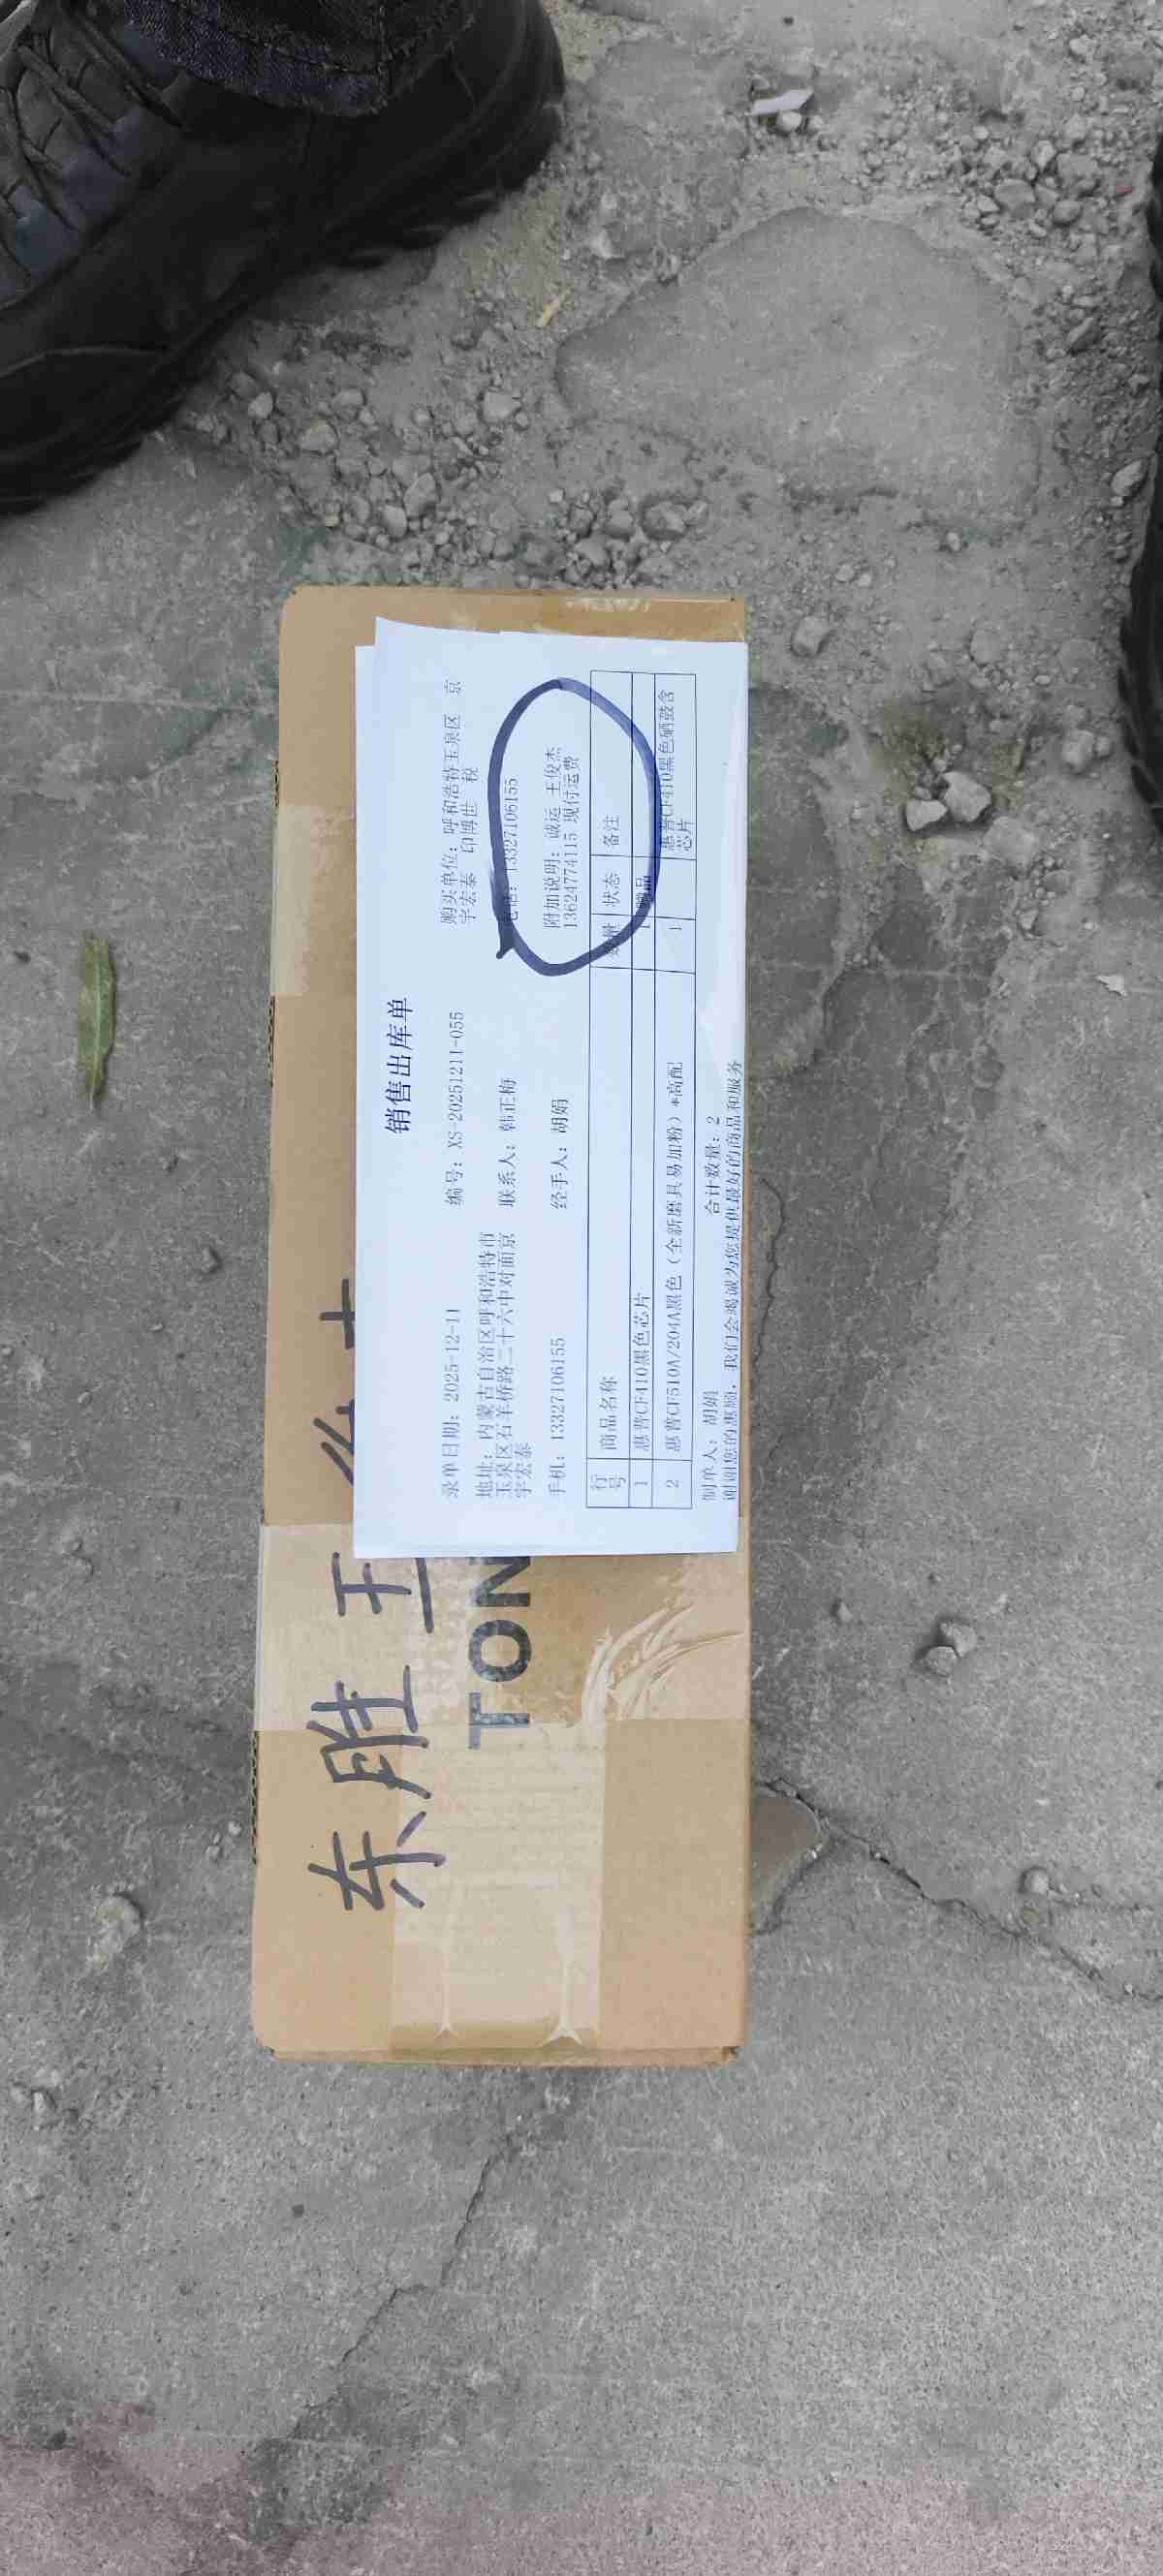 销售出库单
录单日期: 2025-12-11
编号: XS-20251211-055
购买单位: 呼和浩特玉泉区 京
宇宏泰 印博世 税
地址: 内蒙古自治区呼和浩特市
玉泉区石羊桥路二十六中对面京
宇宏泰
联系人: 韩正梅
电话: 13327106155
手机: 13327106155
经手人: 胡娟
附加说明: 诚运 王俊杰
13624774115 现付运费
行号 商品名称 数量 状态 备注
1 惠普CF410黑色芯片 1 赠品
2 惠普CF510A/204A黑色(全新磨具易加粉)*高配 1 惠普CF410黑色硒鼓含
芯片
制单人: 胡娟 合计数量: 2
谢谢您的惠顾, 我们会竭诚为您提供最好的商品和服务
东胜 王
TON